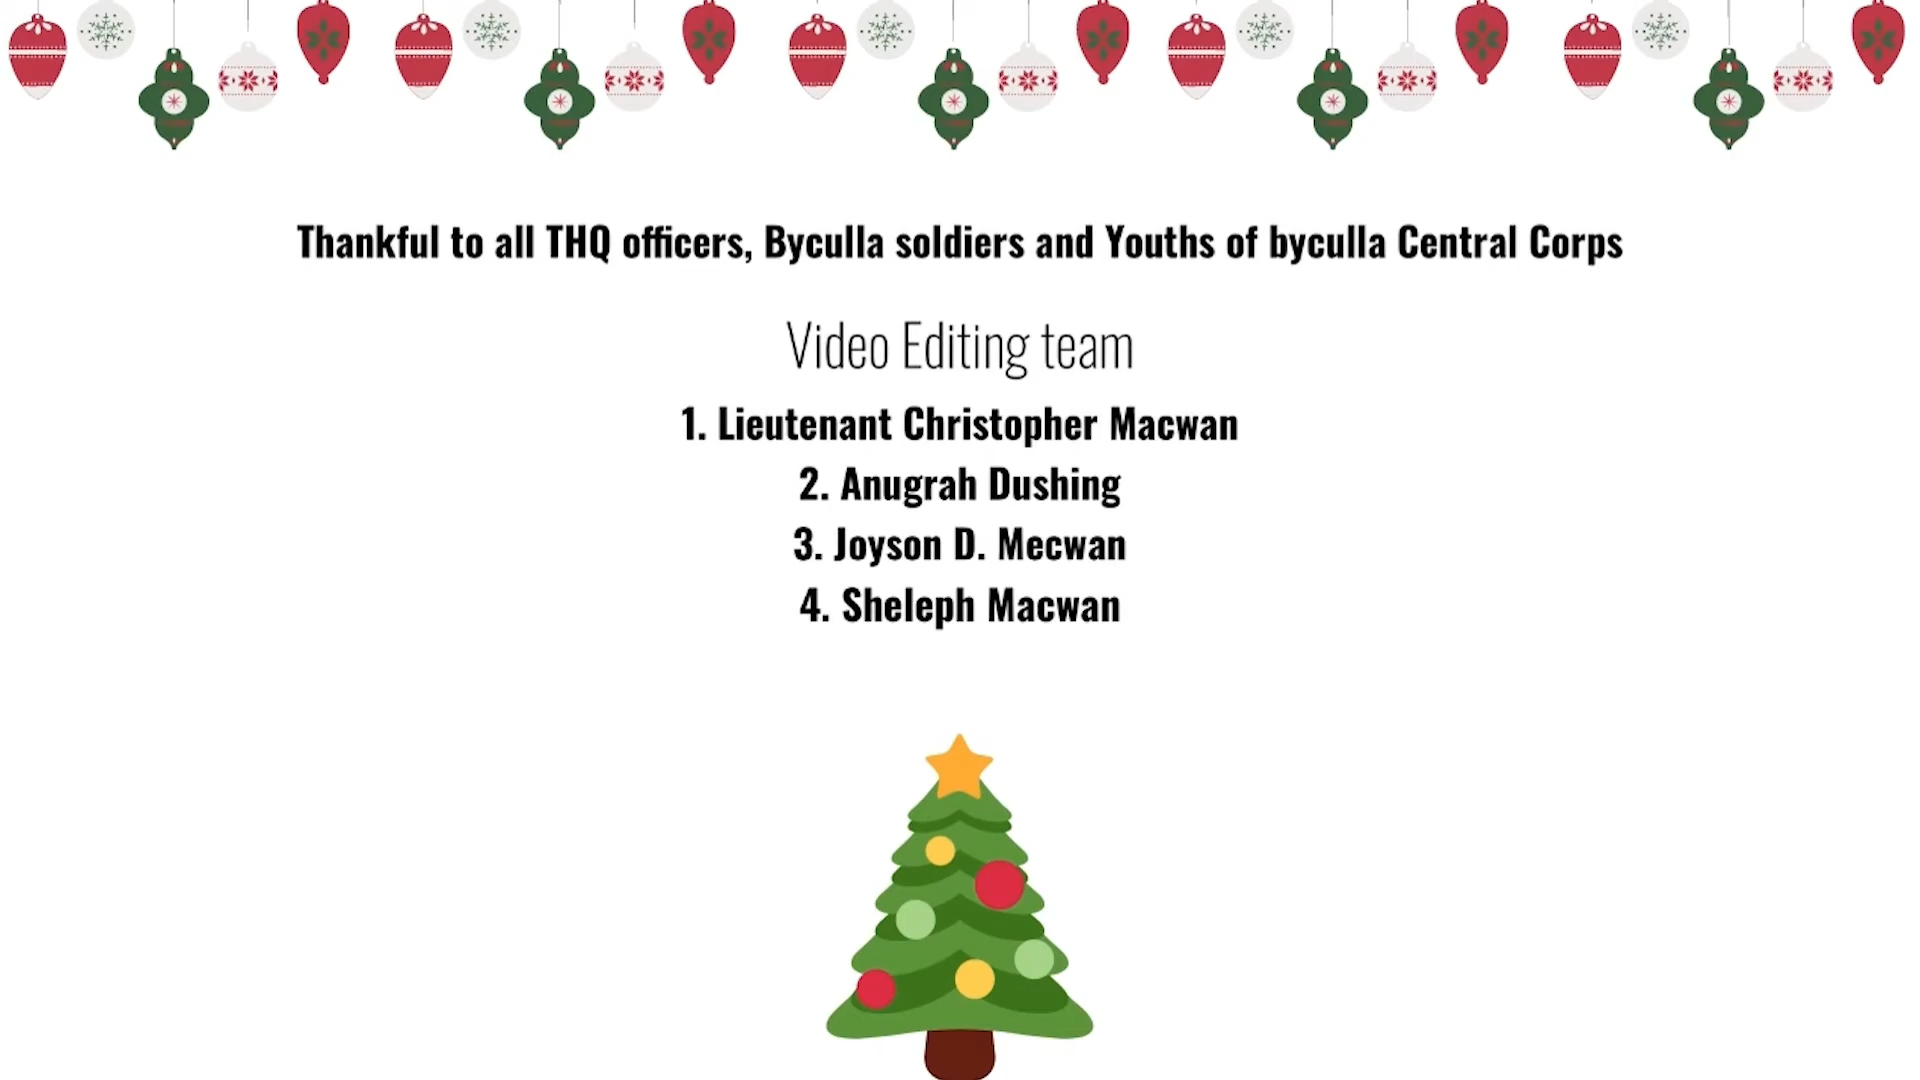 Thankful to all THQ officers, Byculla soldiers and Youths of byculla Central Corps
Video Editing team
1. Lieutenant Christopher Macwan
2. Anugrah Dushing
3. Joyson D. Mecwan
4. Sheleph Macwan